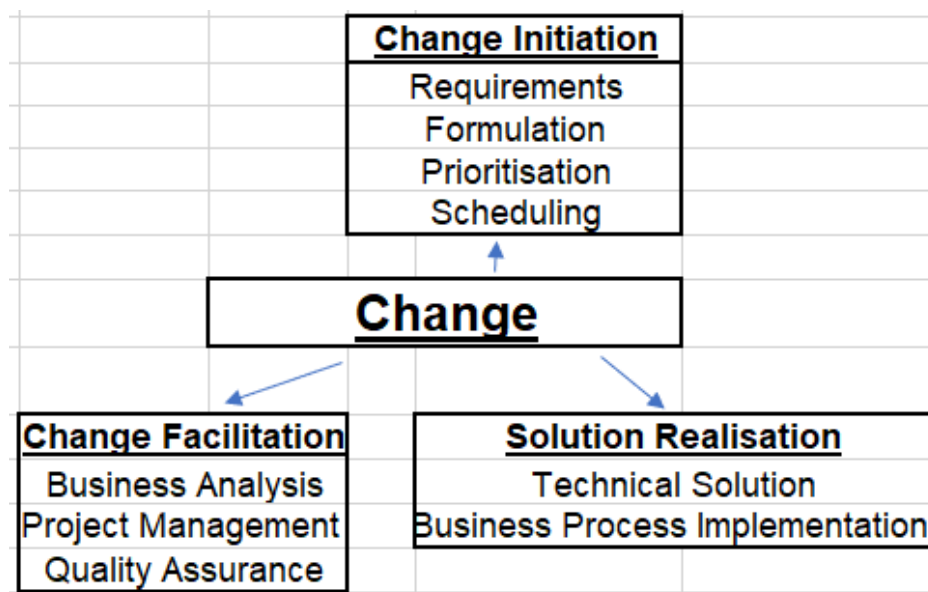 Change Initiation
Requirements
Formulation
Prioritisation
Scheduling
Change
Change Facilitation
Business Analysis
Project Management
Quality Assurance
Solution Realisation
Technical Solution
Business Process Implementation